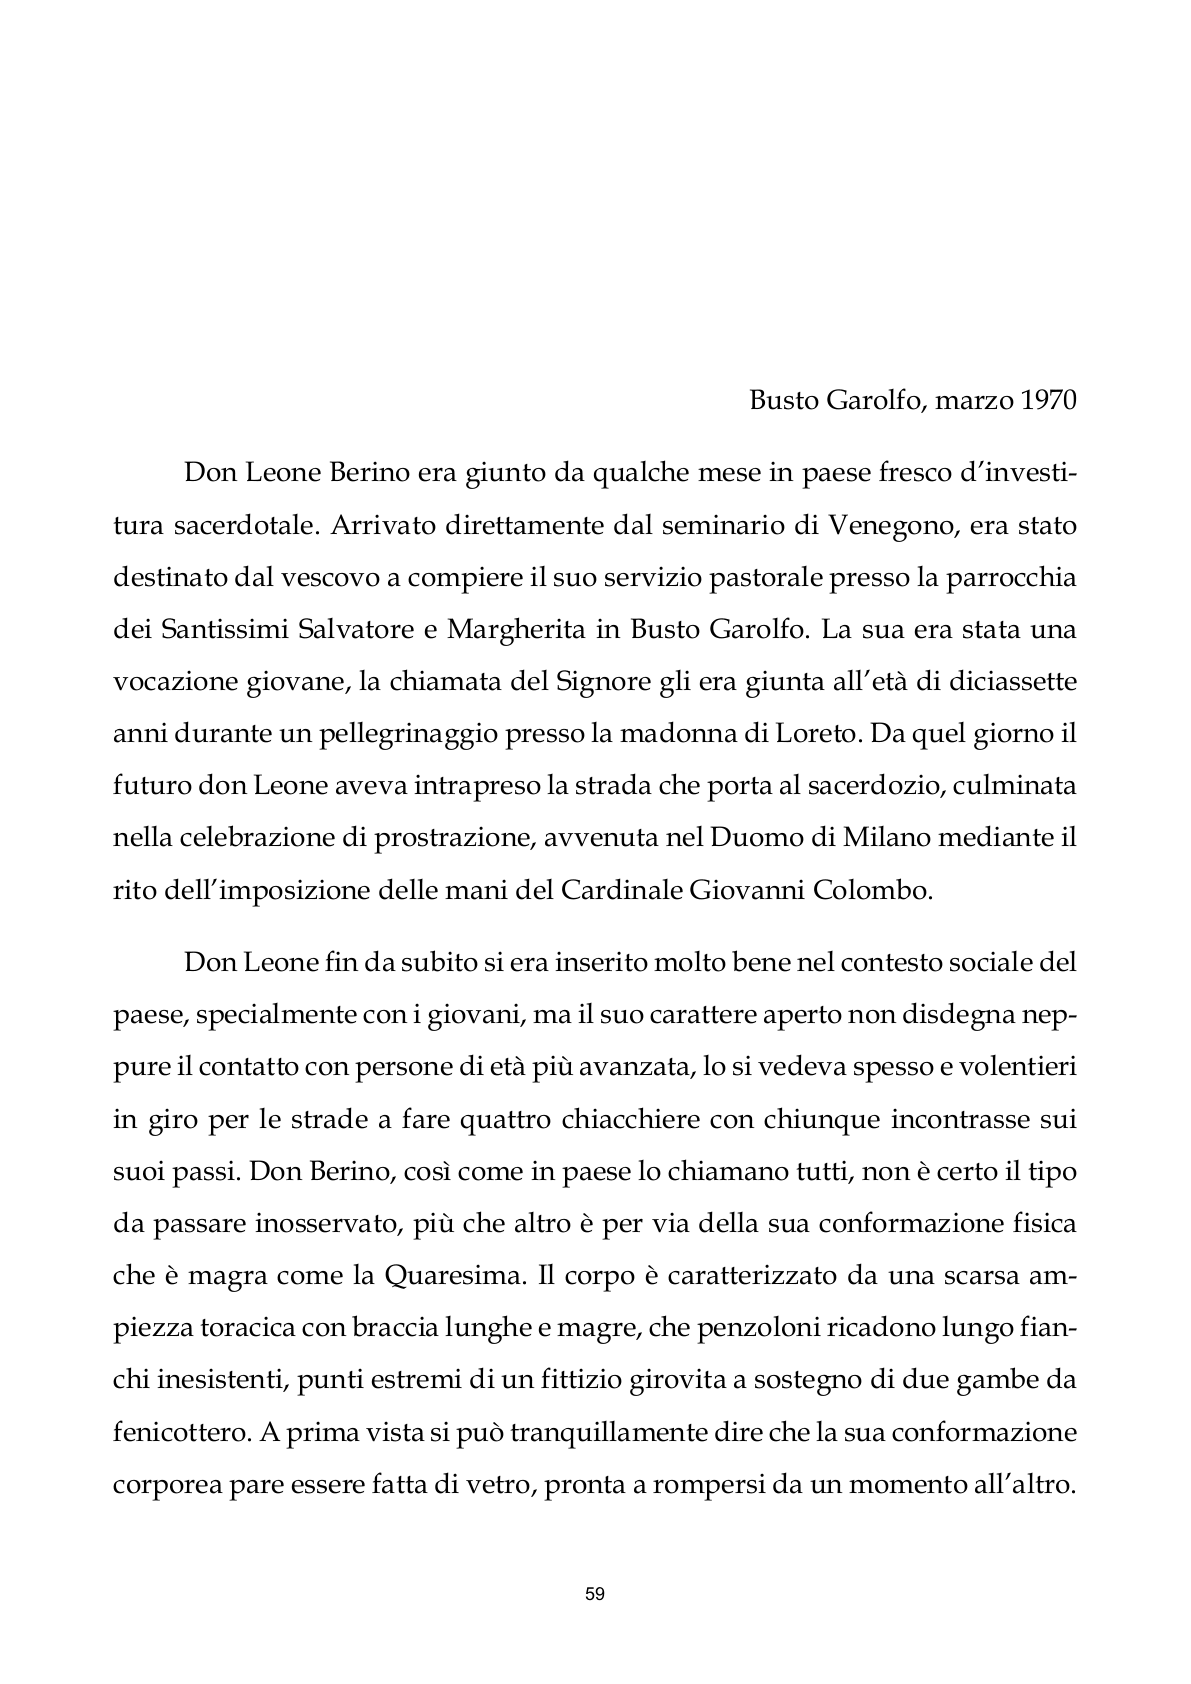 Busto Garolfo, marzo 1970
Don Leone Berino era giunto da qualche mese in paese fresco d’investi-
tura sacerdotale. Arrivato direttamente dal seminario di Venegono, era stato
destinato dal vescovo a compiere il suo servizio pastorale presso la parrocchia
dei Santissimi Salvatore e Margherita in Busto Garolfo. La sua era stata una
vocazione giovane, la chiamata del Signore gli era giunta all’età di diciassette
anni durante un pellegrinaggio presso la madonna di Loreto. Da quel giorno il
futuro don Leone aveva intrapreso la strada che porta al sacerdozio, culminata
nella celebrazione di prostrazione, avvenuta nel Duomo di Milano mediante il
rito dell’imposizione delle mani del Cardinale Giovanni Colombo.
Don Leone fin da subito si era inserito molto bene nel contesto sociale del
paese, specialmente con i giovani, ma il suo carattere aperto non disdegna nep-
pure il contatto con persone di età più avanzata, lo si vedeva spesso e volentieri
in giro per le strade a fare quattro chiacchiere con chiunque incontrasse sui
suoi passi. Don Berino, così come in paese lo chiamano tutti, non è certo il tipo
da passare inosservato, più che altro è per via della sua conformazione fisica
che è magra come la Quaresima. Il corpo è caratterizzato da una scarsa am-
piezza toracica con braccia lunghe e magre, che penzoloni ricadono lungo fian-
chi inesistenti, punti estremi di un fittizio girovita a sostegno di due gambe da
fenicottero. A prima vista si può tranquillamente dire che la sua conformazione
corporea pare essere fatta di vetro, pronta a rompersi da un momento all’altro.
59